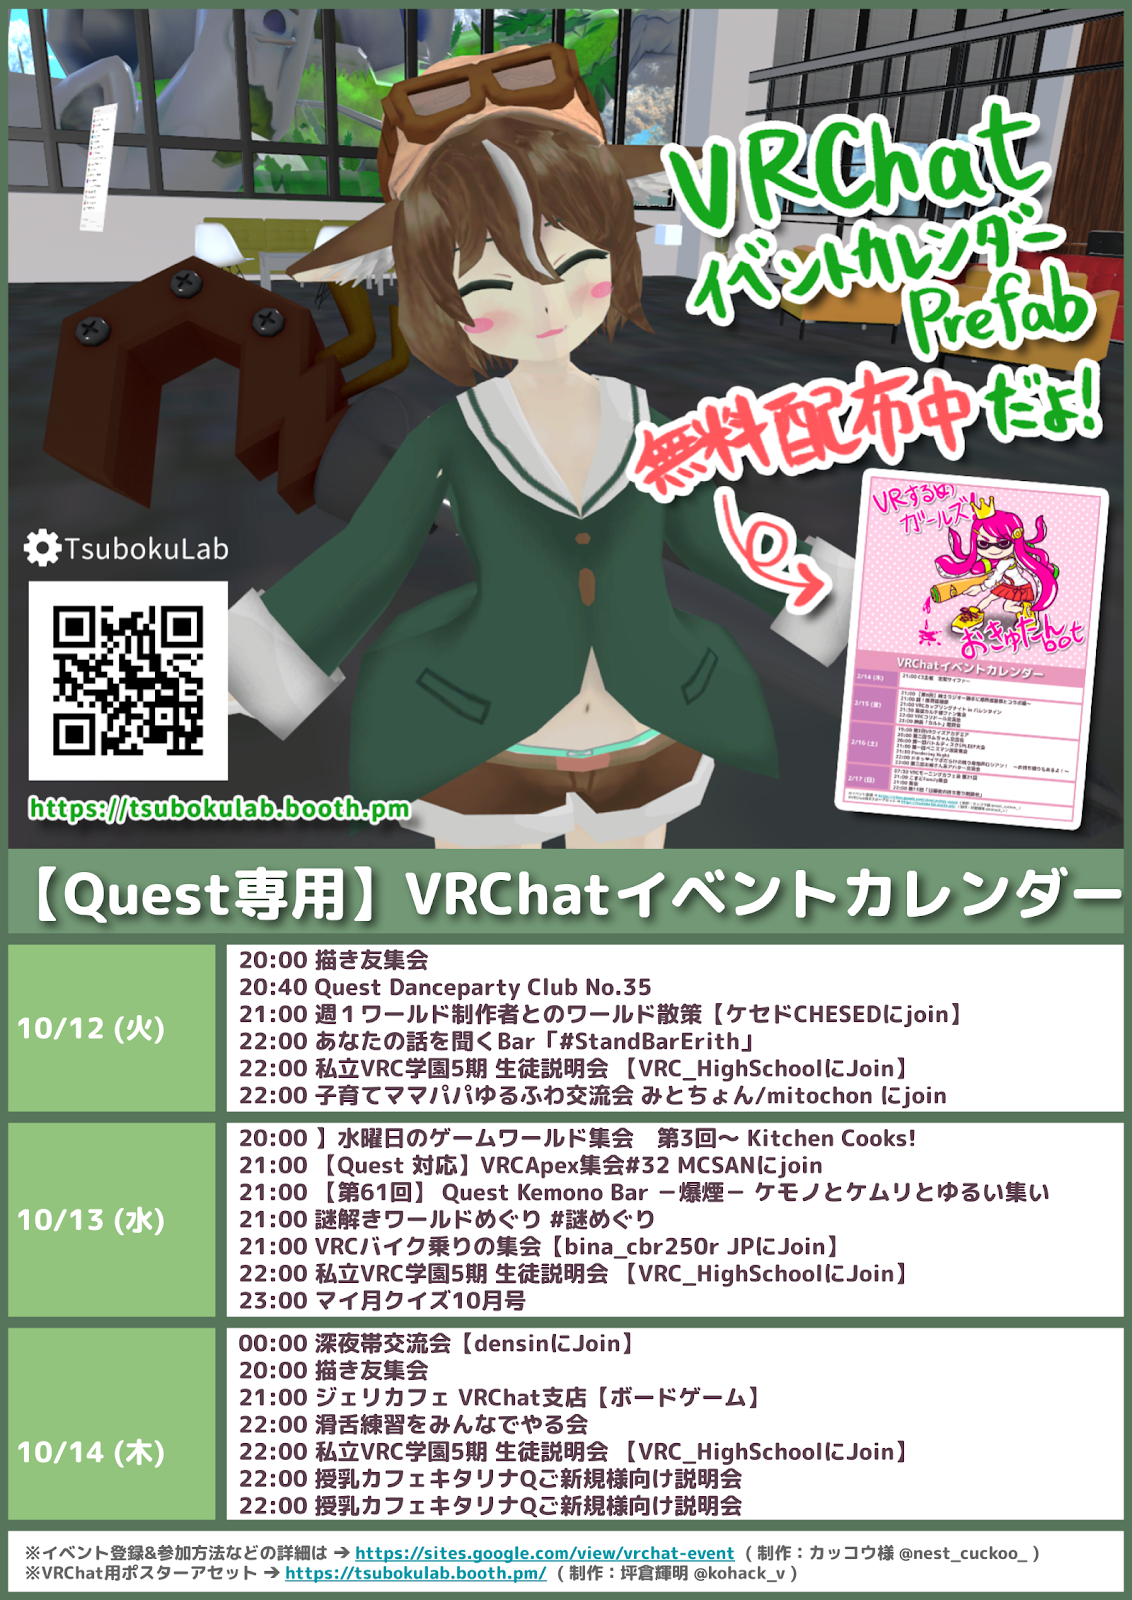 VRChat
イベントカレンダー
Prefab
無料配布中だよ!
TsubokuLab
https://tsubokulab.booth.pm
VRするめ
ガールズ
おきゅたんbot
VRChatイベントカレンダー
2/14 (木)
2/15 (金)
2/16 (土)
2/17 (日)
【Quest専用】VRChatイベントカレンダー
10/12 (火)
20:00 描き友集会
20:40 Quest Danceparty Club No.35
21:00 週1ワールド制作者とのワールド散策【ケセドCHESEDにjoin】
22:00 あなたの話を聞くBar「#StandBarErith」
22:00 私立VRC学園5期 生徒説明会 【VRC_HighSchoolにJoin】
22:00 子育てママパパゆるふわ交流会 みとちょん/mitochon にjoin
10/13 (水)
20:00 】水曜日のゲームワールド集会　第3回〜 Kitchen Cooks!
21:00 【Quest 対応】VRCApex集会#32 MCSANにjoin
21:00 【第61回】 Quest Kemono Bar －爆煙－ ケモノとケムリとゆるい集い
21:00 謎解きワールドめぐり #謎めぐり
21:00 VRCバイク乗りの集会【bina_cbr250r JPにJoin】
22:00 私立VRC学園5期 生徒説明会 【VRC_HighSchoolにJoin】
23:00 マイ月クイズ10月号
10/14 (木)
00:00 深夜帯交流会【densinにJoin】
20:00 描き友集会
21:00 ジェリカフェ VRChat支店【ボードゲーム】
22:00 滑舌練習をみんなでやる会
22:00 私立VRC学園5期 生徒説明会 【VRC_HighSchoolにJoin】
22:00 授乳カフェキタリナQご新規様向け説明会
22:00 授乳カフェキタリナQご新規様向け説明会
※イベント登録&参加方法などの詳細は ➔ https://sites.google.com/view/vrchat-event ( 制作：カッコウ様 @nest_cuckoo_ )
※VRChat用ポスターアセット ➔ https://tsubokulab.booth.pm/ ( 制作：坪倉輝明 @kohack_v )